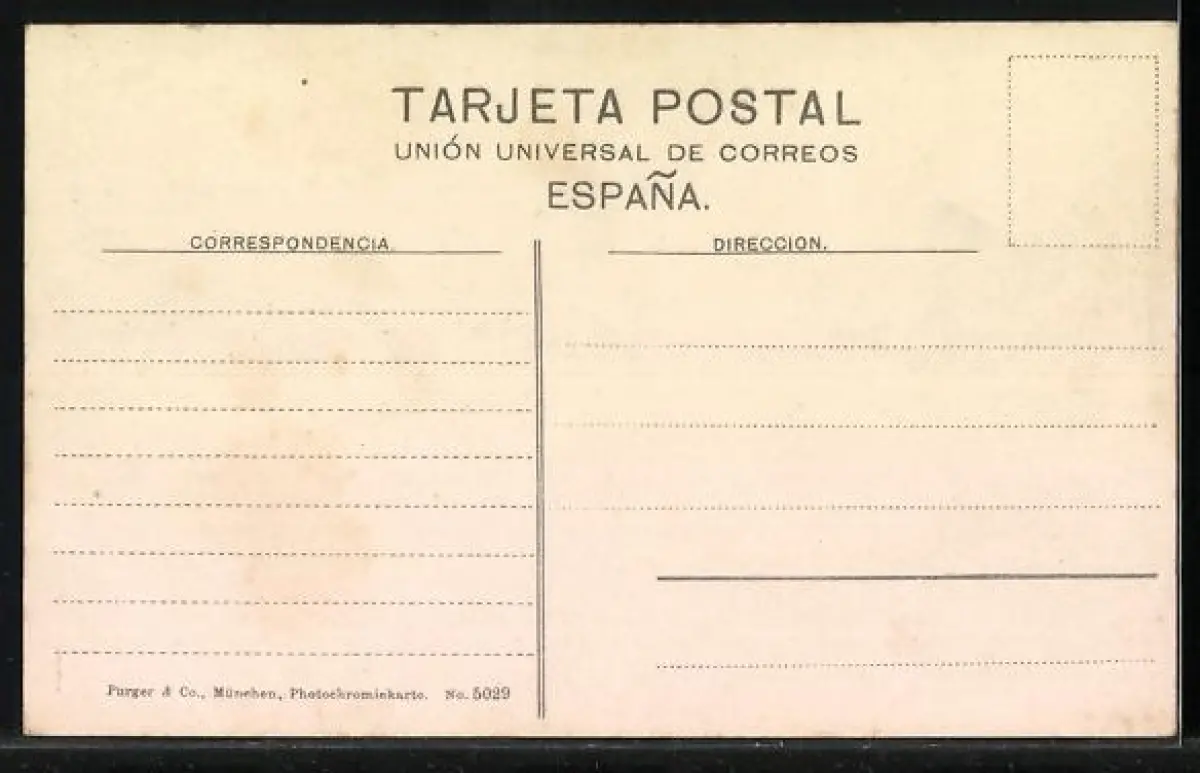 TARJETA POSTAL
UNIÓN UNIVERSAL DE CORREOS
ESPAÑA.
CORRESPONDENCIA.
DIRECCION.
Purger & Co., München, Photochromiekarte. No. 5029